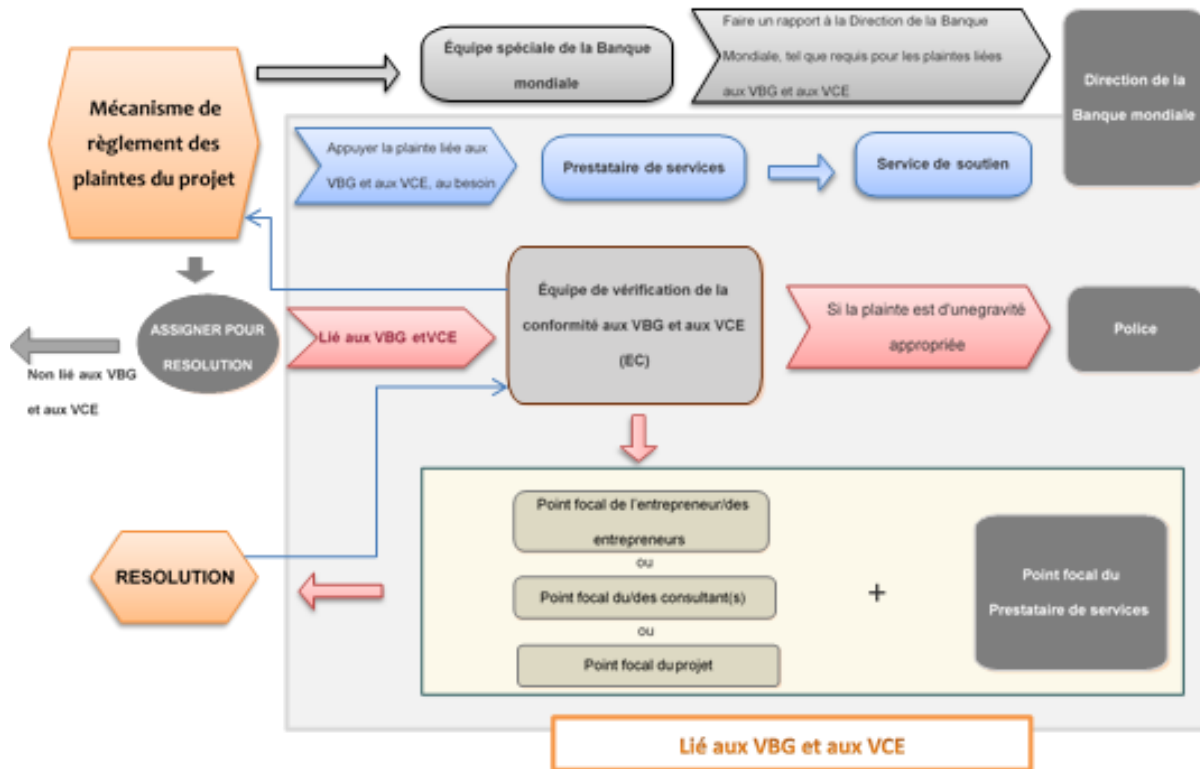 Mécanisme de
règlement des
plaintes du projet
Équipe spéciale de la Banque
mondiale
Faire un rapport à la Direction de la Banque
Mondiale, tel que requis pour les plaintes liées
aux VBG et aux VCE
Direction de la
Banque mondiale
Appuyer la plainte liée aux
VBG et aux VCE, au besoin
Prestataire de services
Service de soutien
ASSIGNER POUR
RESOLUTION
Non lié aux VBG
et aux VCE
Lié aux VBG etVCE
Équipe de vérification de la
conformité aux VBG et aux VCE
(EC)
Si la plainte est d'unegravité
appropriée
Police
RESOLUTION
Point focal de l'entrepreneur/des
entrepreneurs
ou
Point focal du/des consultant(s)
ou
Point focal du projet
+
Point focal du
Prestataire de services
Lié aux VBG et aux VCE